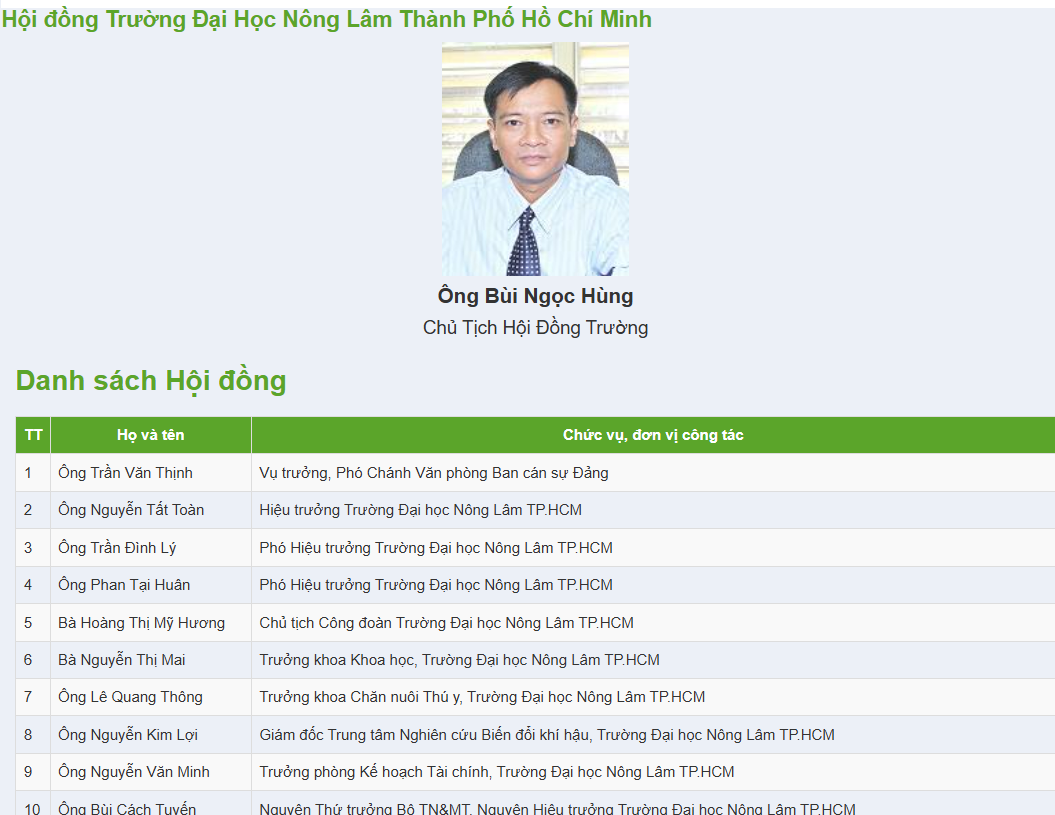 Hội đồng Trường Đại Học Nông Lâm Thành Phố Hồ Chí Minh
Ông Bùi Ngọc Hùng
Chủ Tịch Hội Đồng Trường
Danh sách Hội đồng
TT Họ và tên Chức vụ, đơn vị công tác
1 Ông Trần Văn Thịnh Vụ trưởng, Phó Chánh Văn phòng Ban cán sự Đảng
2 Ông Nguyễn Tất Toàn Hiệu trưởng Trường Đại học Nông Lâm TP.HCM
3 Ông Trần Đình Lý Phó Hiệu trưởng Trường Đại học Nông Lâm TP.HCM
4 Ông Phan Tại Huân Phó Hiệu trưởng Trường Đại học Nông Lâm TP.HCM
5 Bà Hoàng Thị Mỹ Hương Chủ tịch Công đoàn Trường Đại học Nông Lâm TP.HCM
6 Bà Nguyễn Thị Mai Trưởng khoa Khoa học, Trường Đại học Nông Lâm TP.HCM
7 Ông Lê Quang Thông Trưởng khoa Chăn nuôi Thú y, Trường Đại học Nông Lâm TP.HCM
8 Ông Nguyễn Kim Lợi Giám đốc Trung tâm Nghiên cứu Biến đổi khí hậu, Trường Đại học Nông Lâm TP.HCM
9 Ông Nguyễn Văn Minh Trưởng phòng Kế hoạch Tài chính, Trường Đại học Nông Lâm TP.HCM
10 Ông Bùi Cách Tuyến Nguyên Thứ trưởng Bộ TN&MT, Nguyên Hiệu trưởng Trường Đại học Nông Lâm TP.HCM